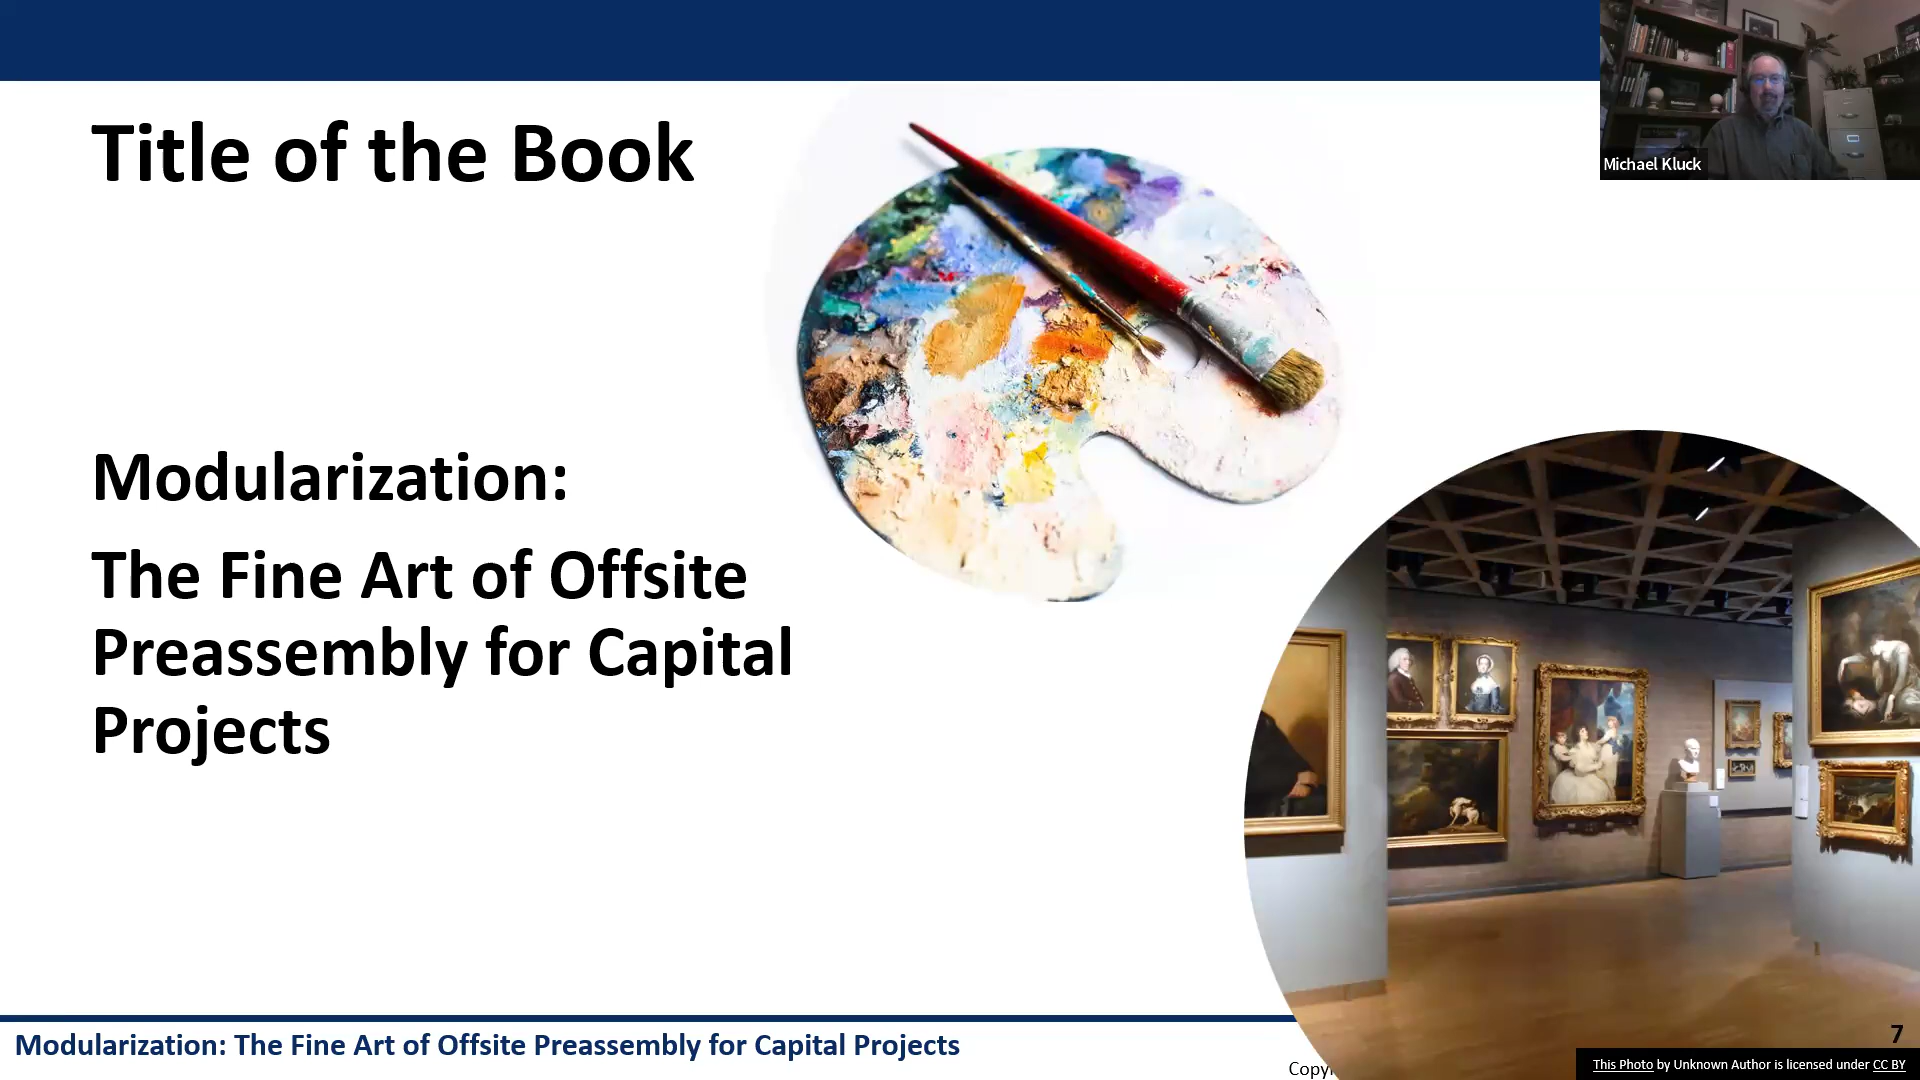 Title of the Book
Michael Kluck
Modularization:
The Fine Art of Offsite
Preassembly for Capital
Projects
Modularization: The Fine Art of Offsite Preassembly for Capital Projects
7
This Photo by Unknown Author is licensed under CC BY